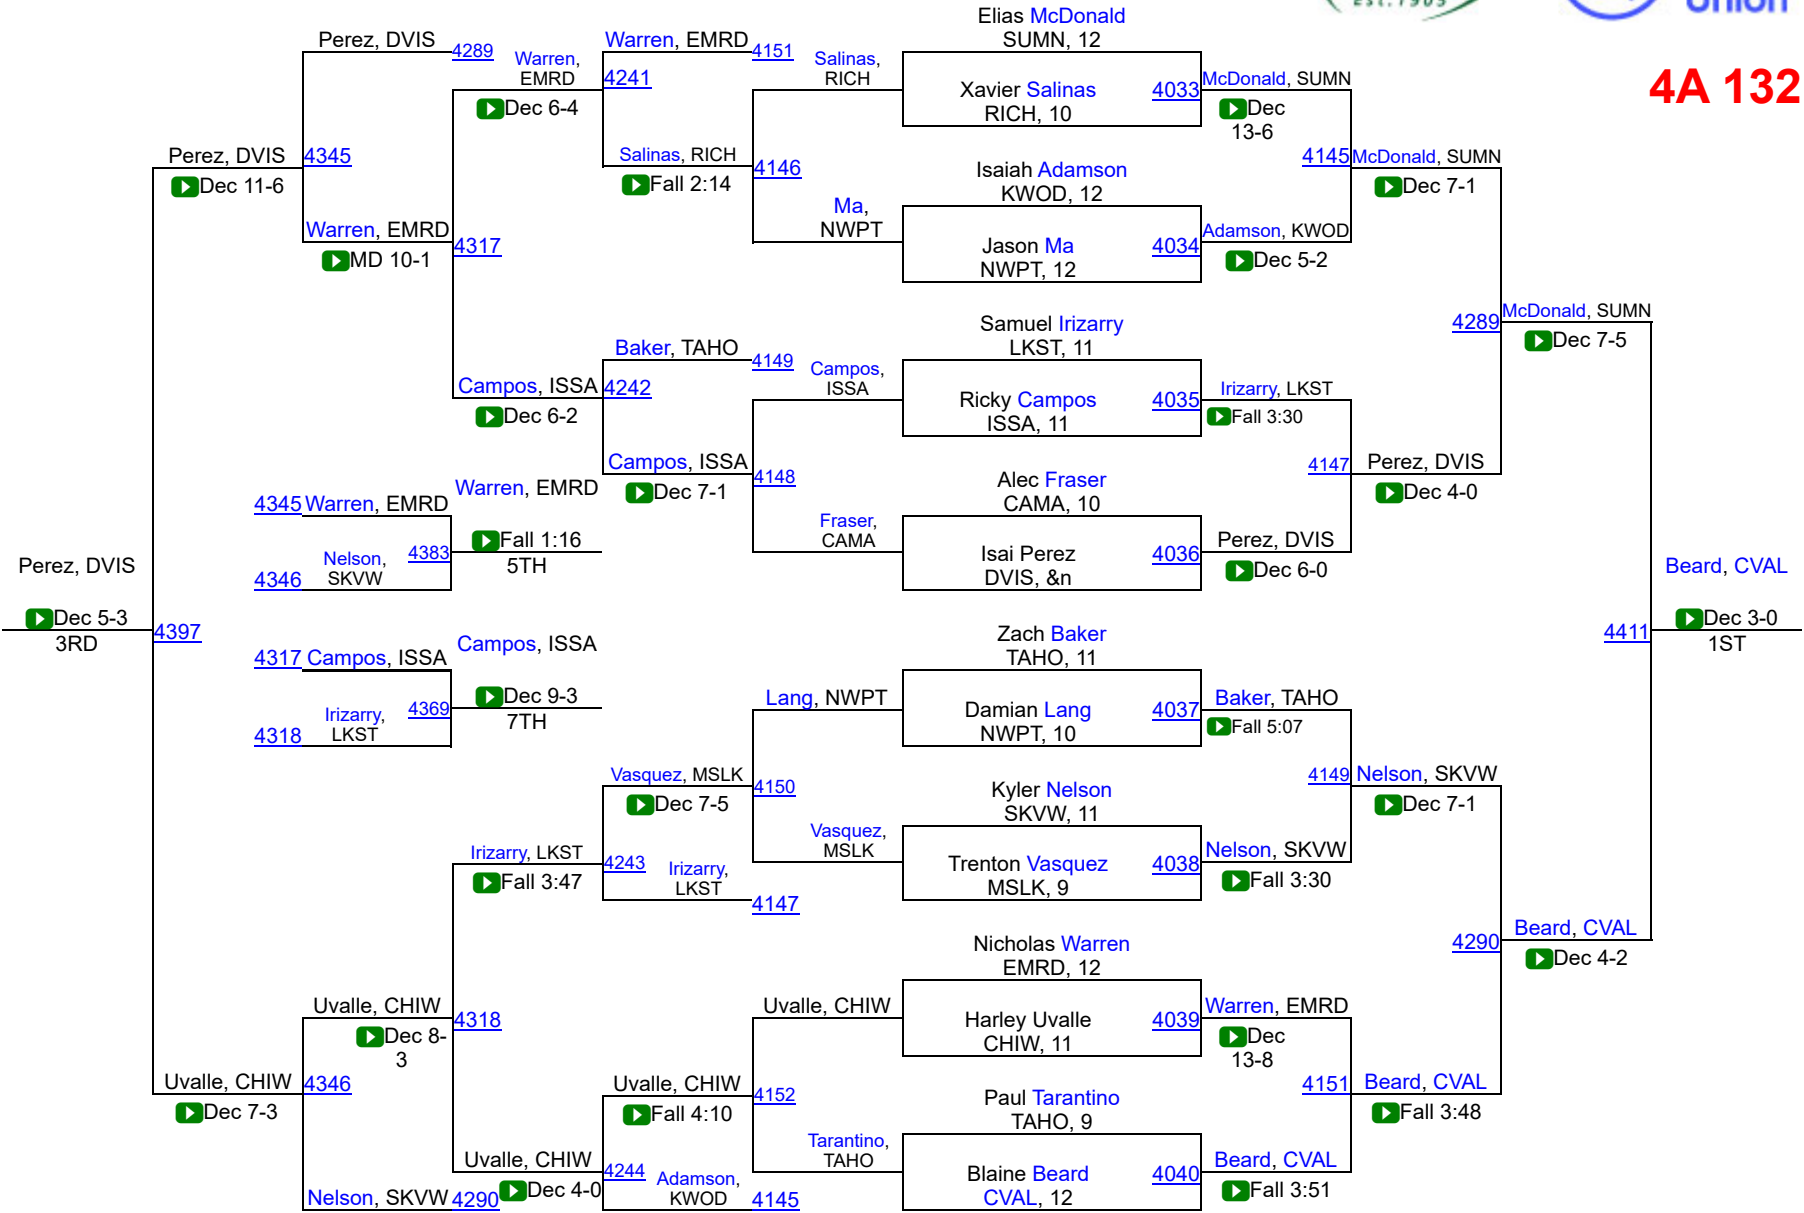 EST. 1905
Union
4A 132
Elias McDonald
SUMN, 12
Xavier Salinas
RICH, 10
4033
Isaiah Adamson
KWOD, 12
Jason Ma
NWPT, 12
4034
Samuel Irizarry
LKST, 11
Ricky Campos
ISSA, 11
4035
Alec Fraser
CAMA, 10
Isai Perez
DVIS, &n
4036
Zach Baker
TAHO, 11
Damian Lang
NWPT, 10
4037
Kyler Nelson
SKVW, 11
Trenton Vasquez
MSLK, 9
4038
Nicholas Warren
EMRD, 12
Harley Uvalle
CHIW, 11
4039
Paul Tarantino
TAHO, 9
Blaine Beard
CVAL, 12
4040
McDonald, SUMN
Dec
13-6
4145
Adamson, KWOD
Dec 5-2
Irizarry, LKST
Fall 3:30
4147
Perez, DVIS
Dec 6-0
Baker, TAHO
Fall 5:07
4149
Nelson, SKVW
Fall 3:30
Warren, EMRD
Dec
13-8
4151
Beard, CVAL
Fall 3:51
McDonald, SUMN
Dec 7-1
4289
Perez, DVIS
Dec 4-0
Nelson, SKVW
Dec 7-1
4290
Beard, CVAL
Fall 3:48
McDonald, SUMN
Dec 7-5
4411
Beard, CVAL
Dec 4-2
Beard, CVAL
Dec 3-0
1ST
Salinas,
RICH
4146
Ma,
NWPT
Campos,
ISSA
4148
Fraser,
CAMA
Lang, NWPT
4150
Vasquez,
MSLK
Uvalle, CHIW
4152
Tarantino,
TAHO
Warren, EMRD
4151
4241
Salinas, RICH
Fall 2:14
Baker, TAHO
4149
4242
Campos, ISSA
Dec 7-1
Vasquez, MSLK
Dec 7-5
4243
Irizarry,
LKST
4147
Uvalle, CHIW
Fall 4:10
4244
Adamson,
KWOD
4145
Warren,
EMRD
Dec 6-4
4317
Campos, ISSA
Dec 6-2
Irizarry, LKST
Fall 3:47
4318
Uvalle, CHIW
Dec 4-0
Perez, DVIS
4289
4345
Warren, EMRD
MD 10-1
Uvalle, CHIW
Dec 8-
3
4346
Nelson, SKVW
4290
Perez, DVIS
Dec 11-6
4397
Uvalle, CHIW
Dec 7-3
Perez, DVIS
Dec 5-3
3RD
4345
Warren, EMRD
4346
Nelson,
SKVW
4383
Warren, EMRD
Fall 1:16
5TH
4317
Campos, ISSA
4318
Irizarry,
LKST
4369
Campos, ISSA
Dec 9-3
7TH